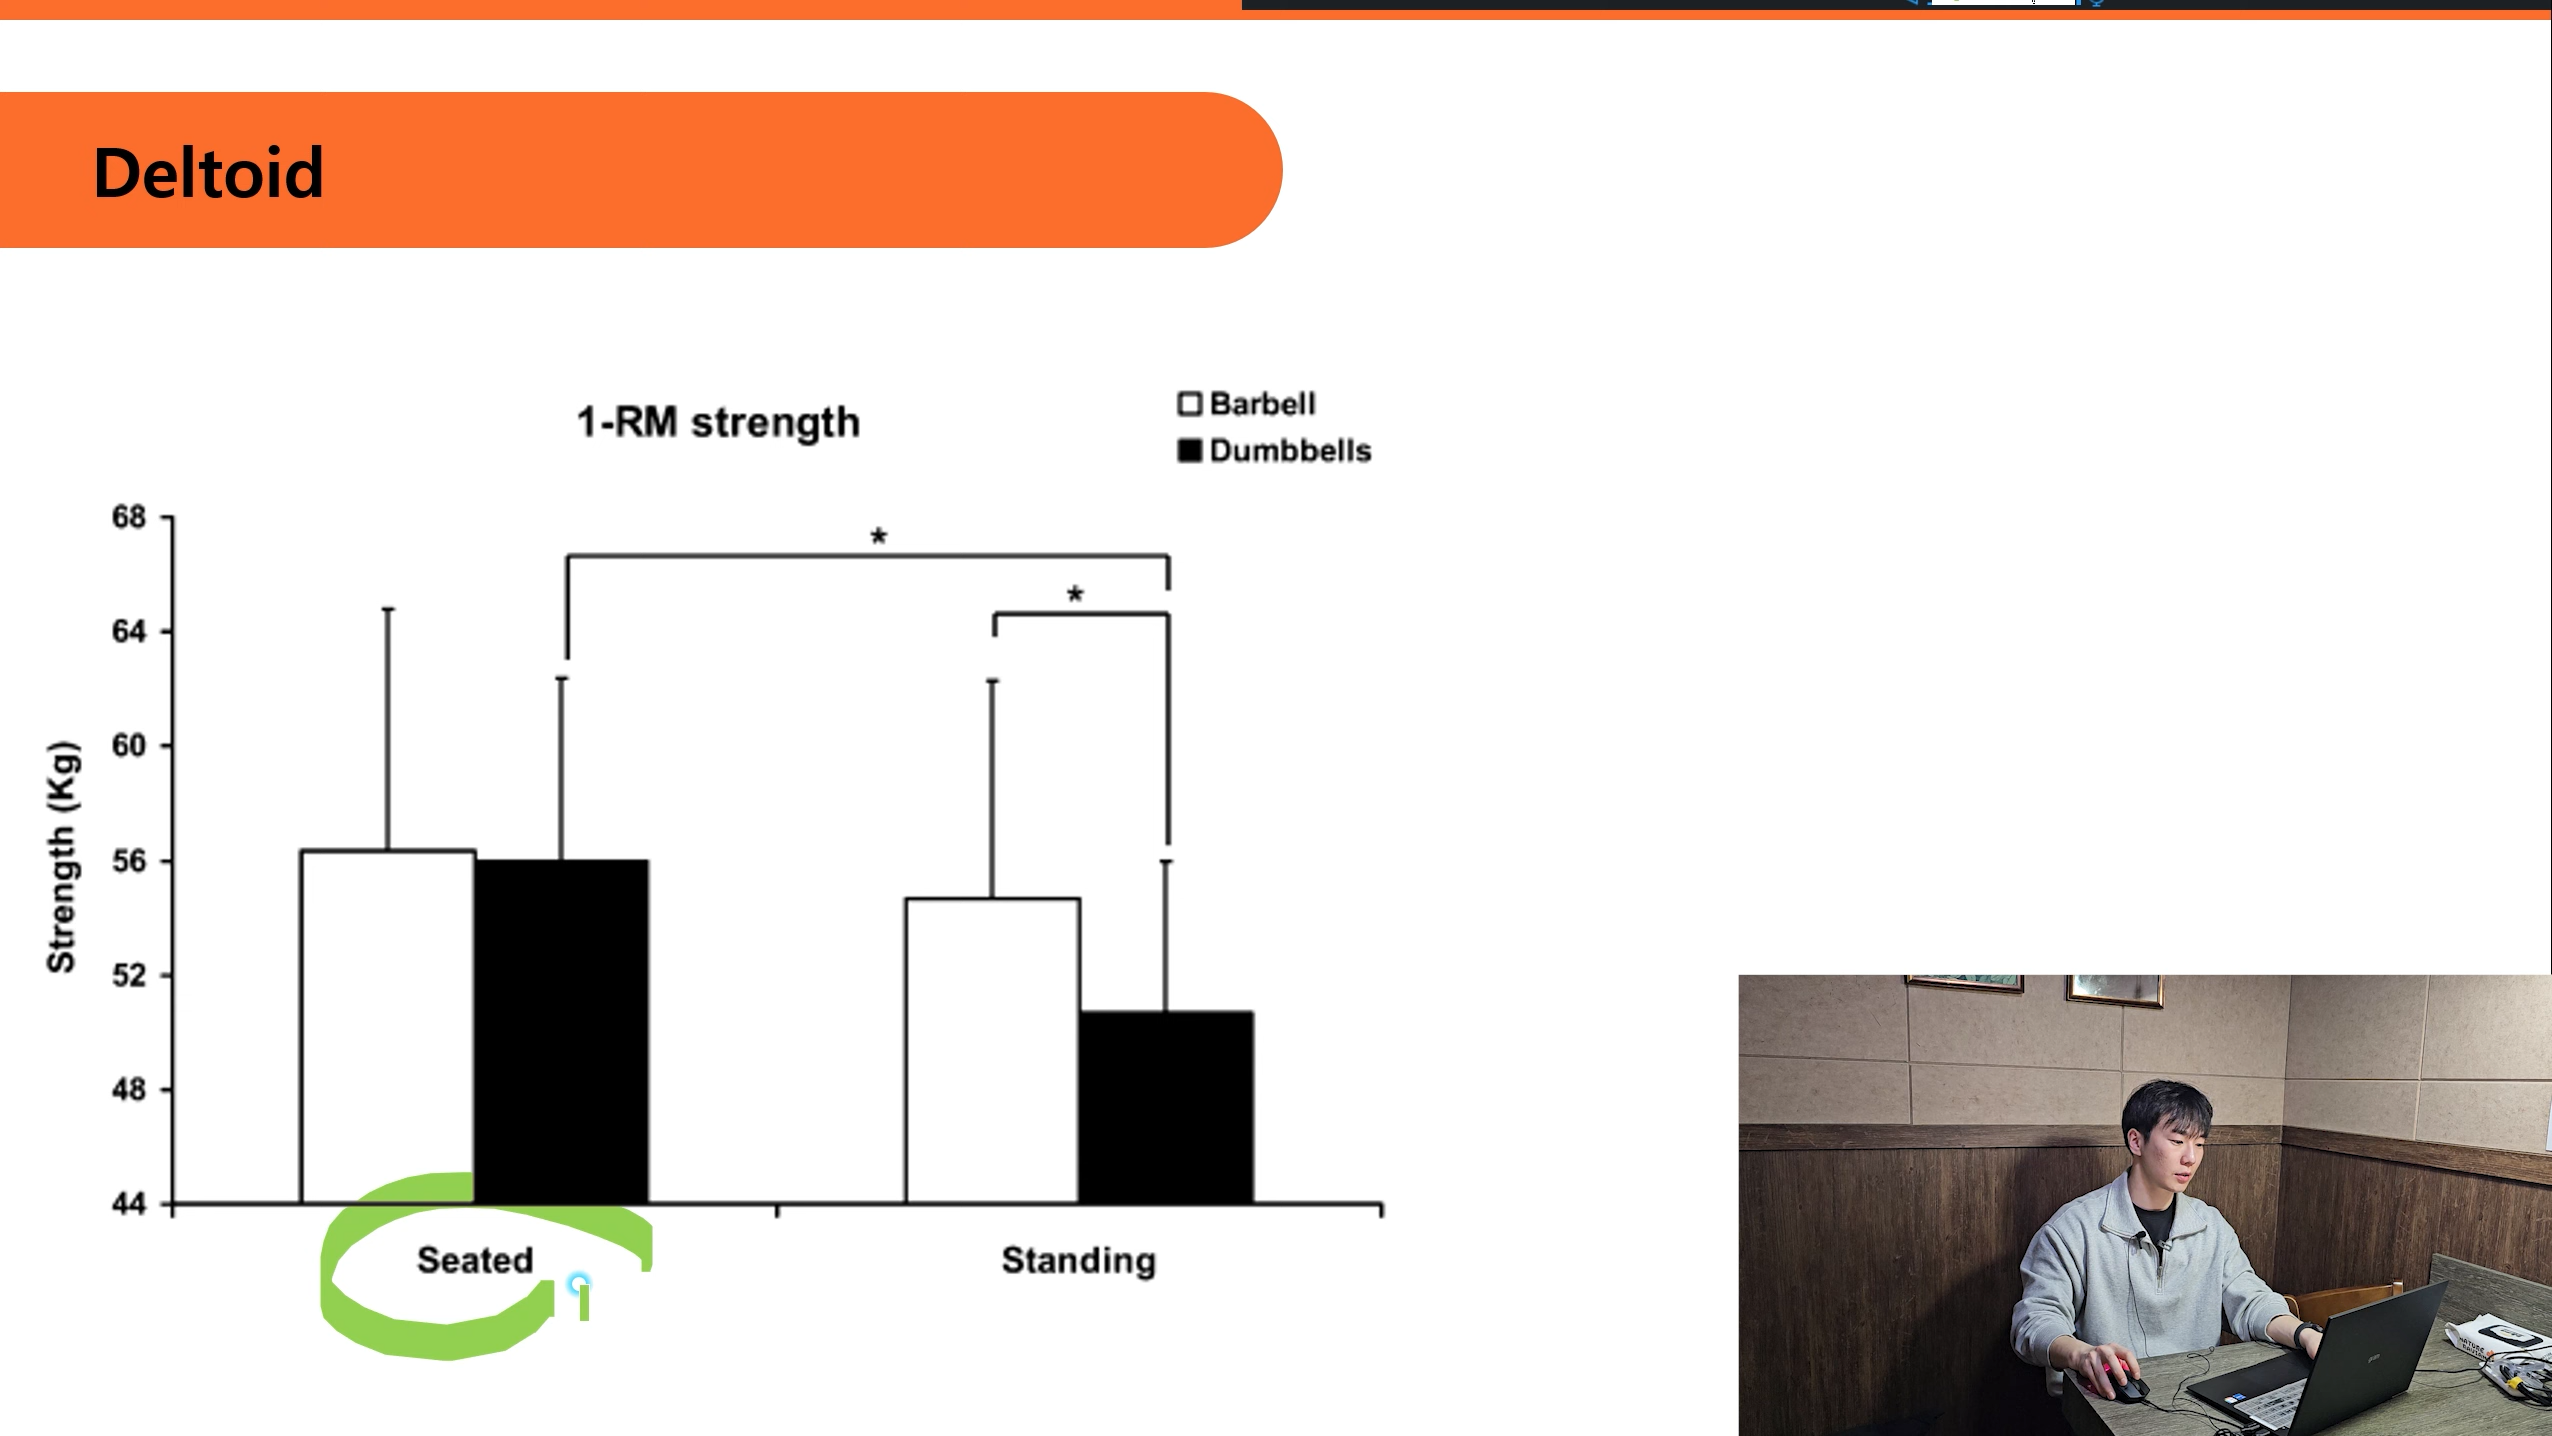 Deltoid
1-RM strength
Barbell
Dumbbells
68
*
*
64
60
56
52
48
44
Strength (Kg)
Seated
Standing